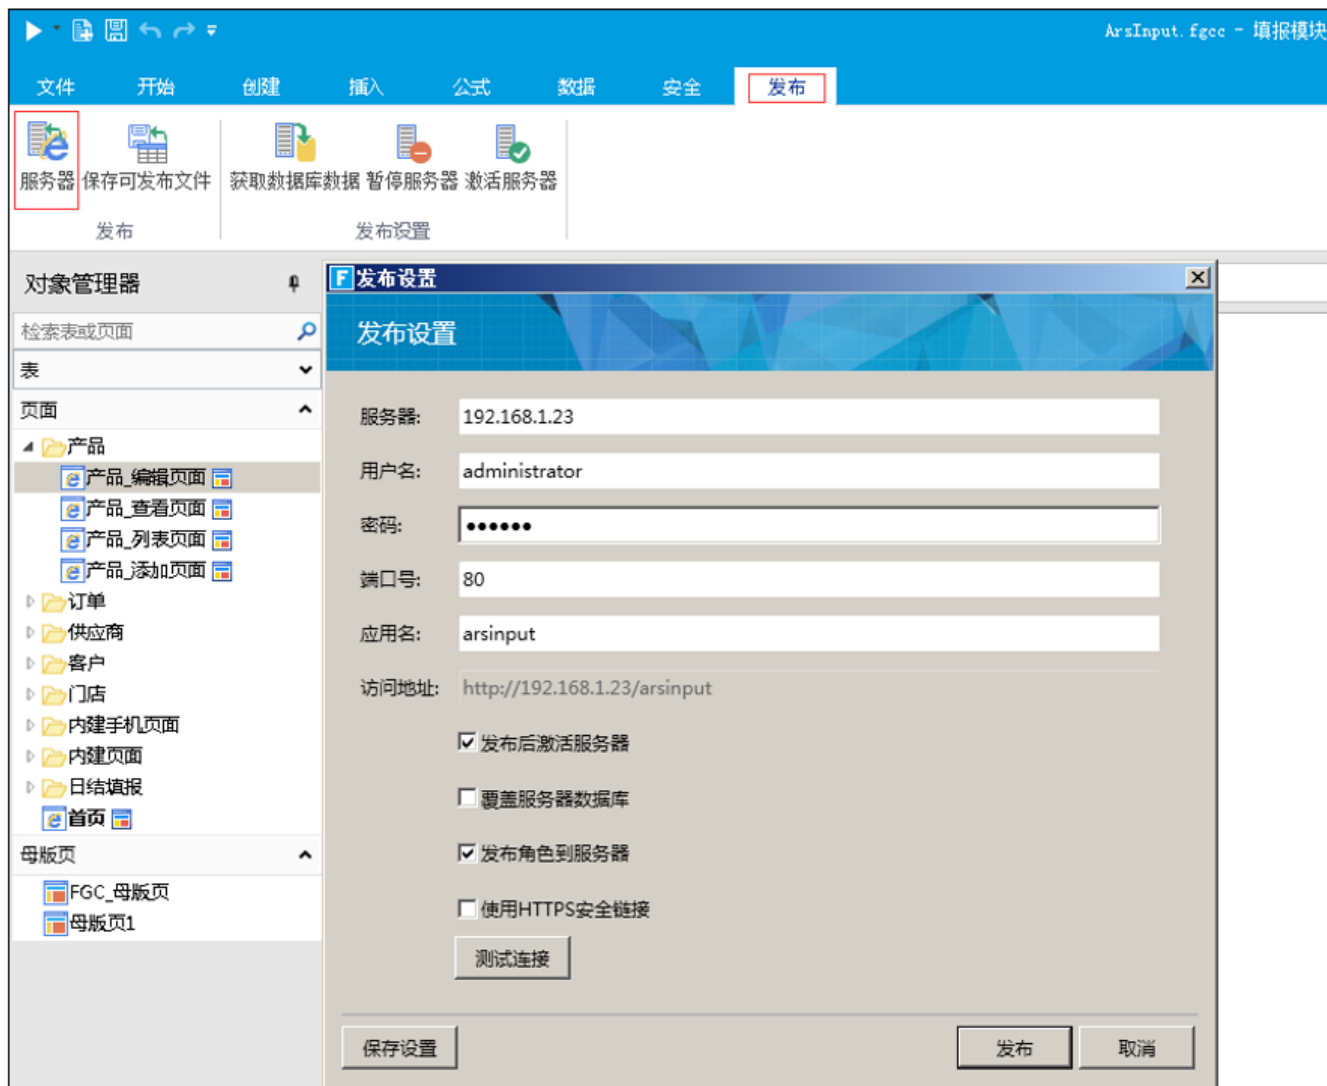 ArsInput.fgcc - 填报模块
文件 开始 创建 插入 公式 数据 安全 发布
服务器 保存可发布文件 获取数据库数据 暂停服务器 激活服务器
发布 发布设置
对象管理器
检索表或页面
表
页面
产品
产品_编辑页面
产品_查看页面
产品_列表页面
产品_添加页面
订单
供应商
客户
门店
内建手机页面
内建页面
日结填报
首页
母版页
FGC_母版页
母版页1
F 发布设置
发布设置
服务器: 192.168.1.23
用户名: administrator
密码: ●●●●●●
端口号: 80
应用名: arsinput
访问地址: http://192.168.1.23/arsinput
发布后激活服务器
覆盖服务器数据库
发布角色到服务器
使用HTTPS安全链接
测试连接
保存设置 发布 取消